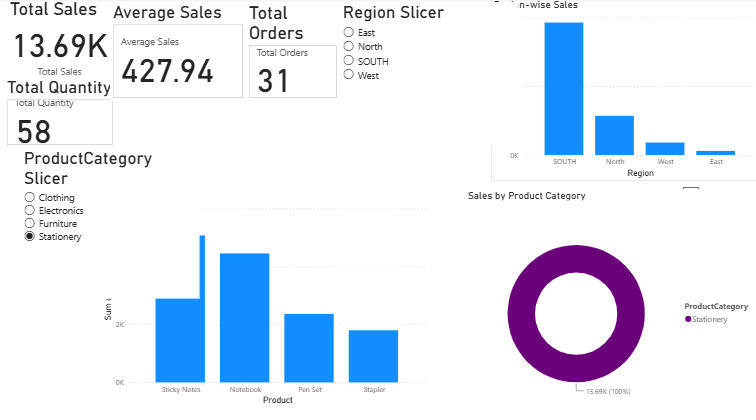 Total Sales
13.69K
Total Sales
Average Sales
Average Sales
427.94
Total
Orders
Total Orders
31
Region Slicer
East
North
SOUTH
West
Total Quantity
Total Quantity
58
ProductCategory
Slicer
Clothing
Electronics
Furniture
Stationery
n-wise Sales
0K
SOUTH North West East
Region
Sum
2K
0K
Sticky Notes Notebook Pen Set Stapler
Product
Sales by Product Category
ProductCategory
Stationery
13.69K (100%)